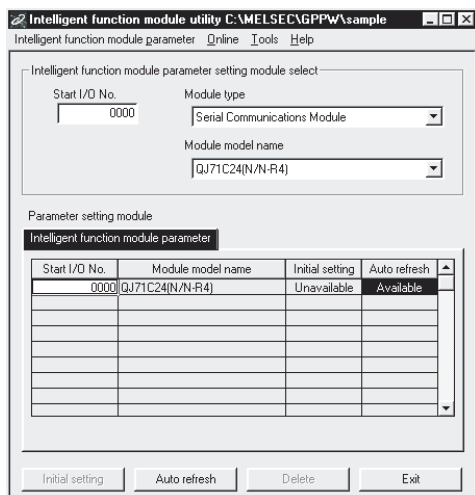 Intelligent function module utility C:\MELSEC\GPPW\sample
Intelligent function module parameter Online Tools Help
Intelligent function module parameter setting module select
Start I/O No.
0000
Module type
Serial Communications Module
Module model name
QJ71C24(N/N-R4)
Parameter setting module
Intelligent function module parameter
Start I/O No. Module model name Initial setting Auto refresh
0000 QJ71C24(N/N-R4) Unavailable Available
Initial setting Auto refresh Delete Exit